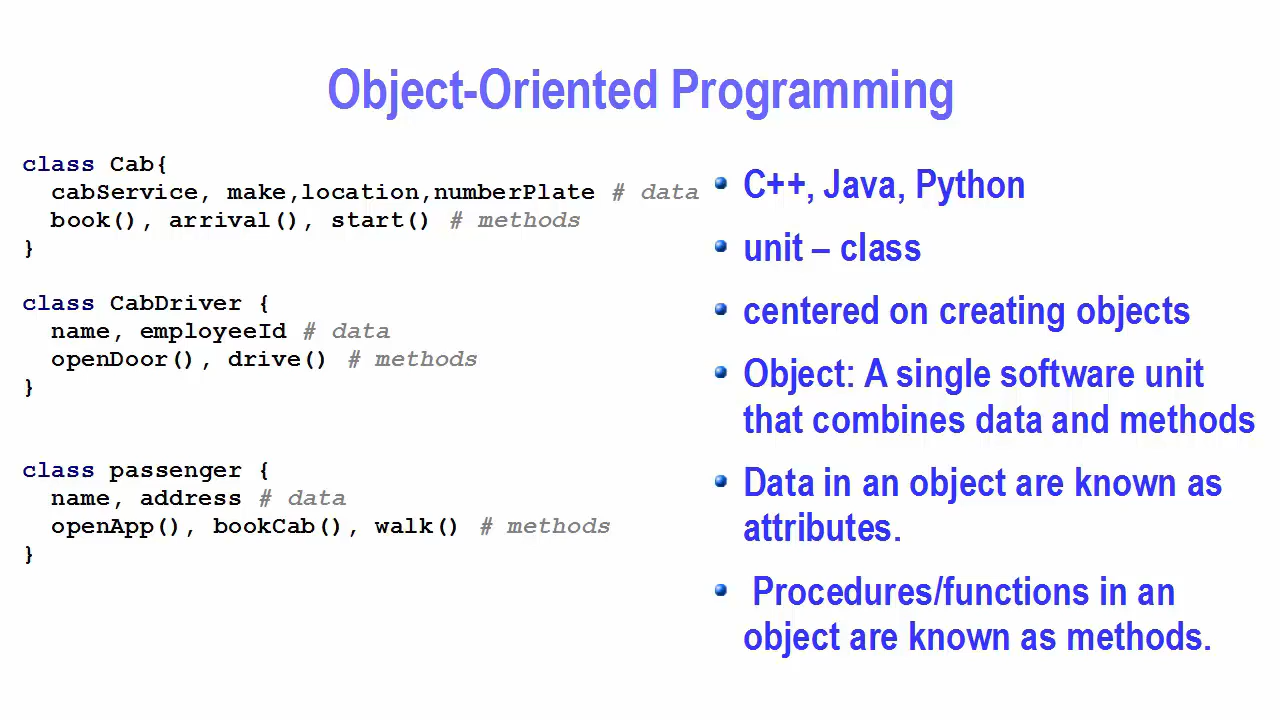 Object-Oriented Programming
class Cab{
cabService, make,location,numberPlate # data
book(), arrival(), start() # methods
}
class CabDriver {
name, employeeId # data
openDoor(), drive() # methods
}
class passenger {
name, address # data
openApp(), bookCab(), walk() # methods
}
C++, Java, Python
unit – class
centered on creating objects
Object: A single software unit
that combines data and methods
Data in an object are known as
attributes.
Procedures/functions in an
object are known as methods.